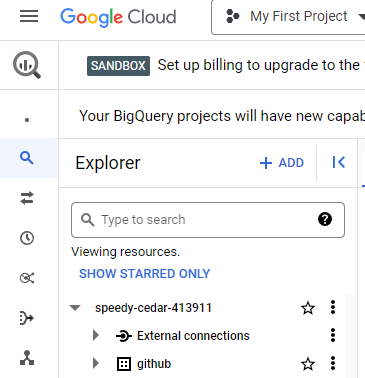 Google Cloud
My First Project
SANDBOX Set up billing to upgrade to the
Your BigQuery projects will have new capab
Explorer
+ ADD
Type to search
Viewing resources.
SHOW STARRED ONLY
speedy-cedar-413911
External connections
github